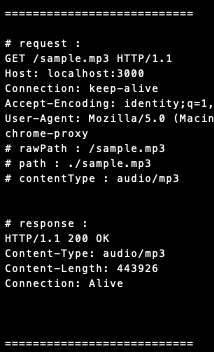 ===========================
# request :
GET /sample.mp3 HTTP/1.1
Host: localhost:3000
Connection: keep-alive
Accept-Encoding: identity;q=1,
User-Agent: Mozilla/5.0 (Macin
chrome-proxy
# rawPath : /sample.mp3
# path : ./sample.mp3
# contentType : audio/mp3
# response :
HTTP/1.1 200 OK
Content-Type: audio/mp3
Content-Length: 443926
Connection: Alive
===========================